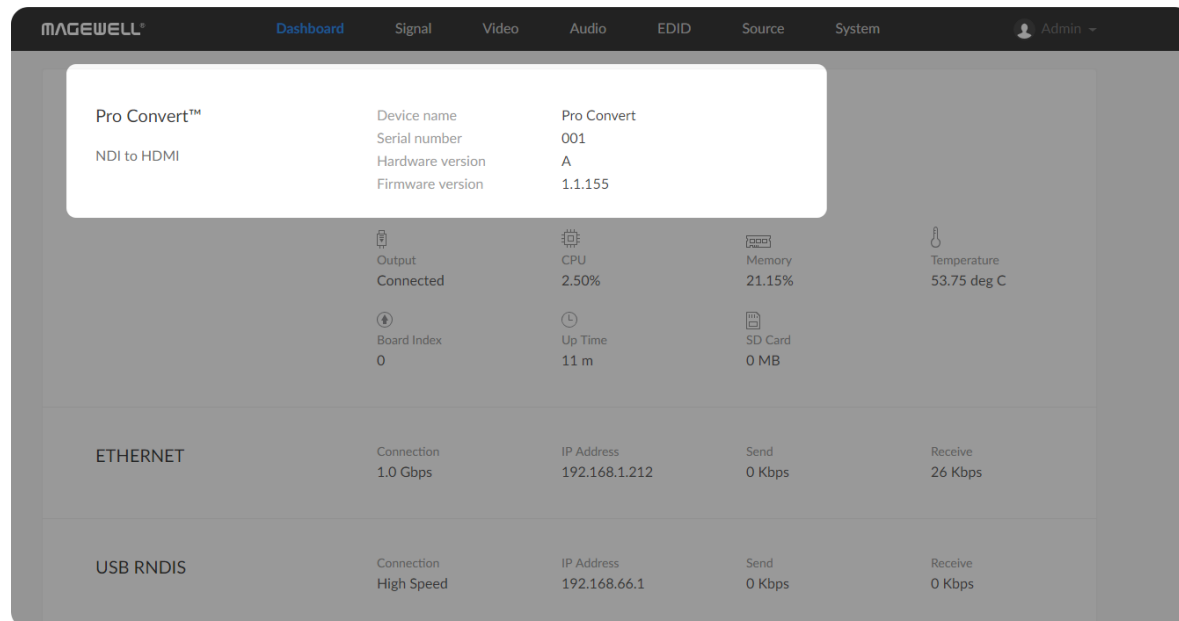 MAGEWELL®
Dashboard Signal Video Audio EDID Source System Admin
Pro Convert™
NDI to HDMI
Device name Pro Convert
Serial number 001
Hardware version A
Firmware version 1.1.155
Output CPU Memory Temperature
Connected 2.50% 21.15% 53.75 deg C
Board Index Up Time SD Card
0 11 m 0 MB
ETHERNET
Connection IP Address Send Receive
1.0 Gbps 192.168.1.212 0 Kbps 26 Kbps
USB RNDIS
Connection IP Address Send Receive
High Speed 192.168.66.1 0 Kbps 0 Kbps